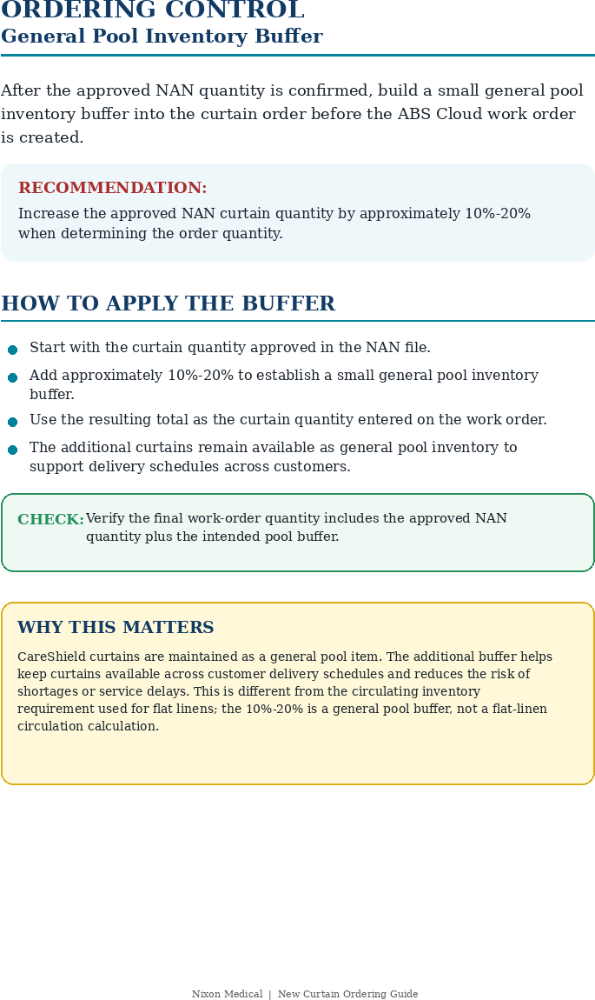 ORDERING CONTROL
General Pool Inventory Buffer
After the approved NAN quantity is confirmed, build a small general pool
inventory buffer into the curtain order before the ABS Cloud work order
is created.
RECOMMENDATION:
Increase the approved NAN curtain quantity by approximately 10%-20%
when determining the order quantity.
HOW TO APPLY THE BUFFER
● Start with the curtain quantity approved in the NAN file.
● Add approximately 10%-20% to establish a small general pool inventory
buffer.
● Use the resulting total as the curtain quantity entered on the work order.
● The additional curtains remain available as general pool inventory to
support delivery schedules across customers.
CHECK: Verify the final work-order quantity includes the approved NAN
quantity plus the intended pool buffer.
WHY THIS MATTERS
CareShield curtains are maintained as a general pool item. The additional buffer helps
keep curtains available across customer delivery schedules and reduces the risk of
shortages or service delays. This is different from the circulating inventory
requirement used for flat linens; the 10%-20% is a general pool buffer, not a flat-linen
circulation calculation.
Nixon Medical | New Curtain Ordering Guide